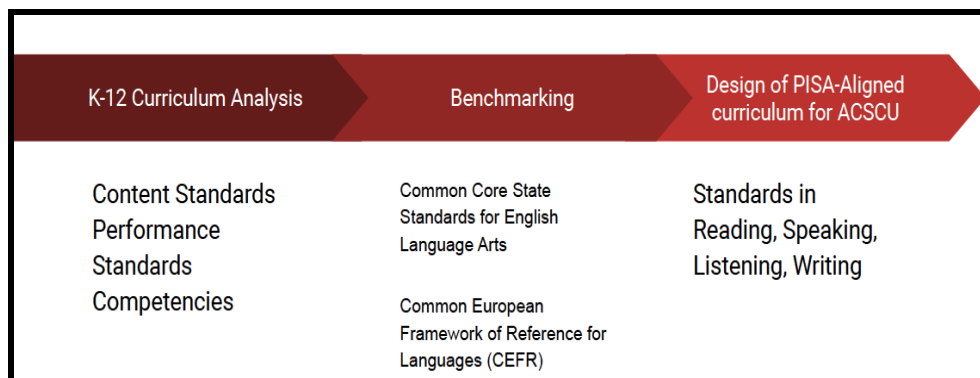 K-12 Curriculum Analysis
Benchmarking
Design of PISA-Aligned
curriculum for ACSCU
Content Standards
Performance
Standards
Competencies
Common Core State
Standards for English
Language Arts
Common European
Framework of Reference for
Languages (CEFR)
Standards in
Reading, Speaking,
Listening, Writing